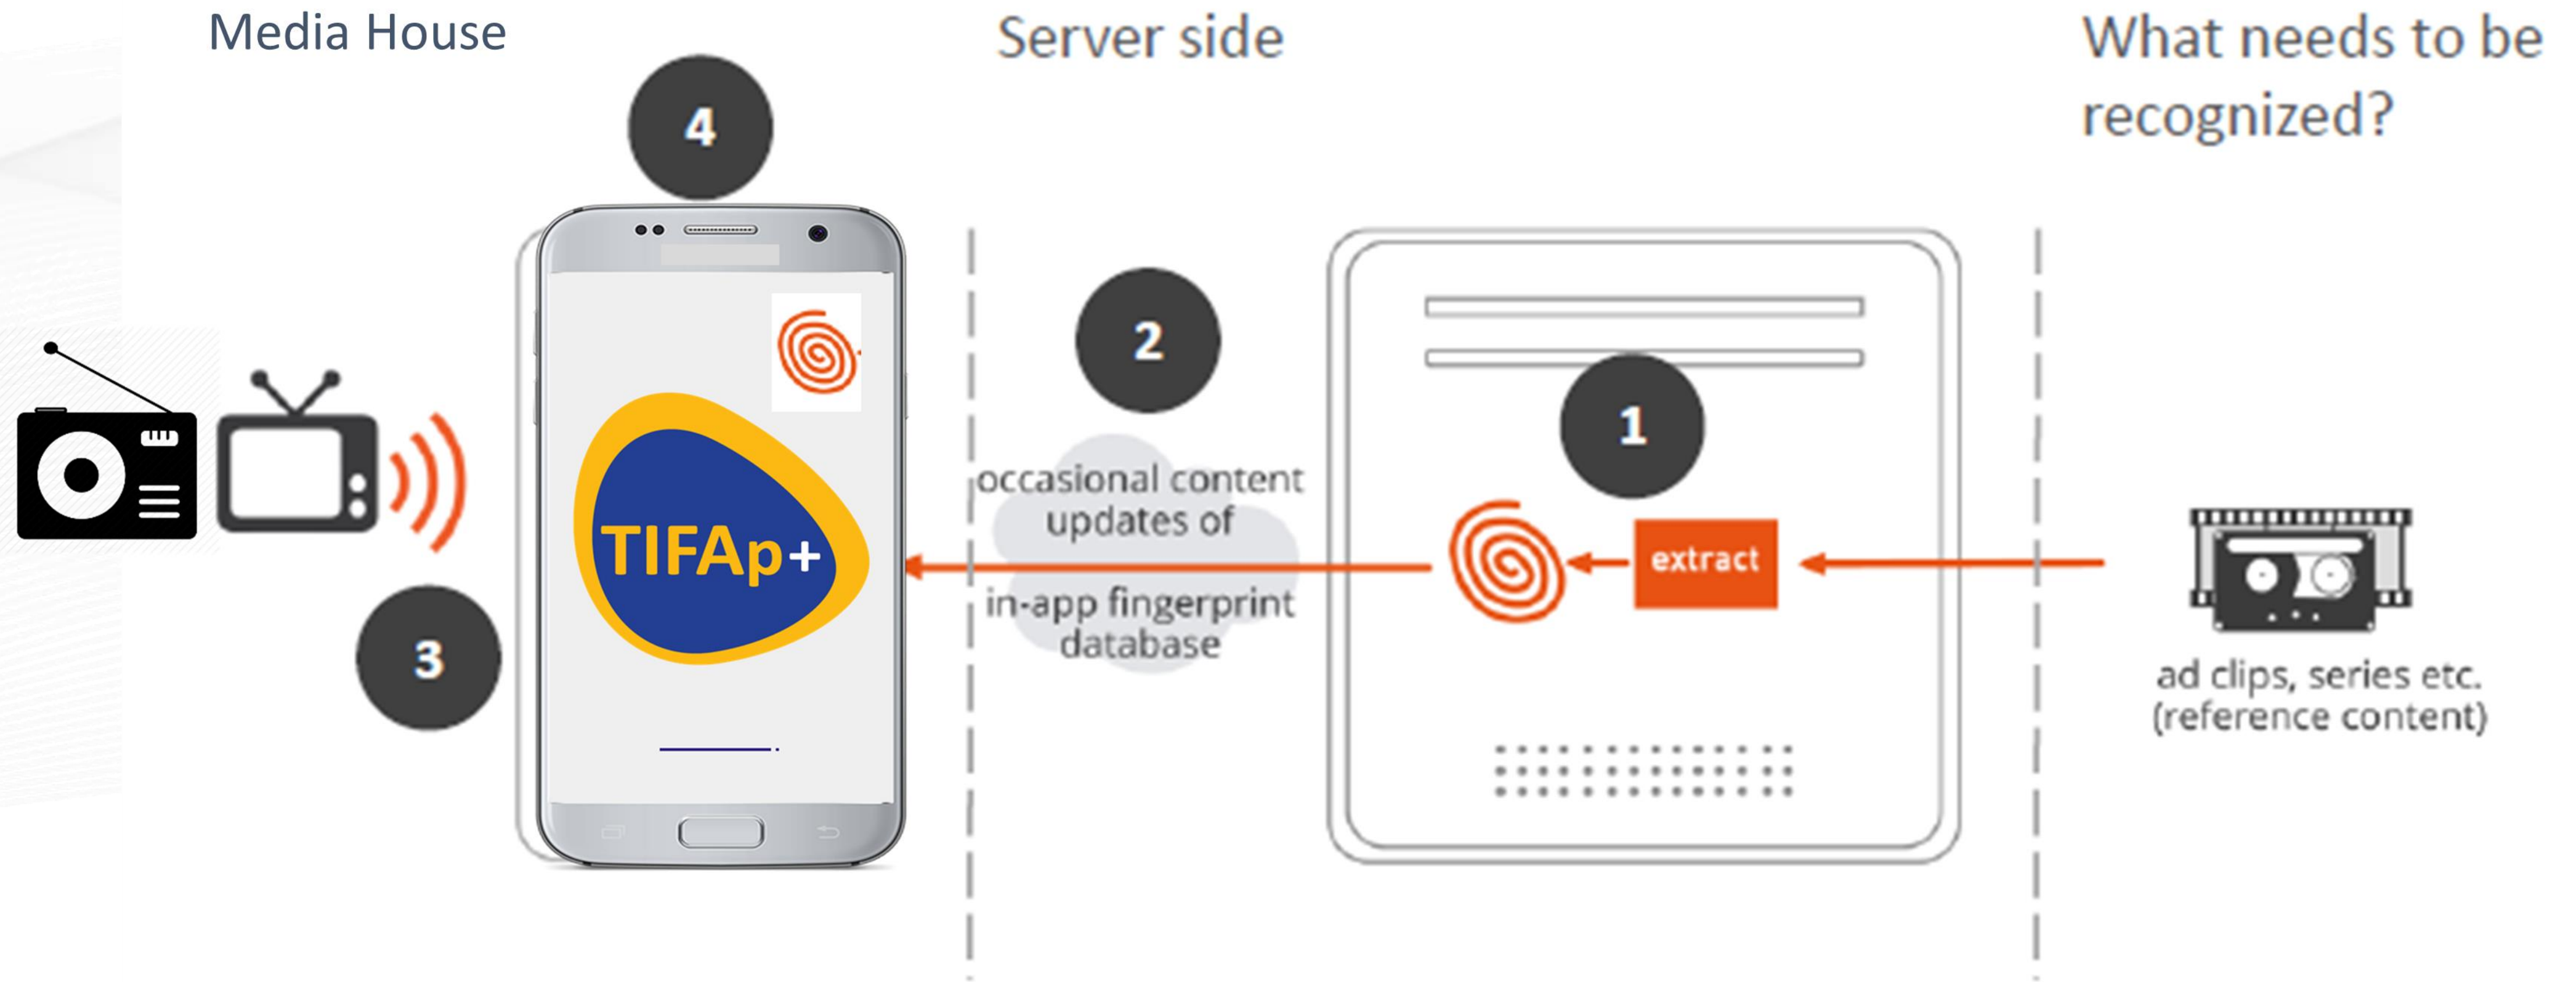 Media House
Server side
What needs to be
recognized?
4
2
1
3
occasional content
updates of
in-app fingerprint
database
extract
TIFAp+
ad clips, series etc.
(reference content)